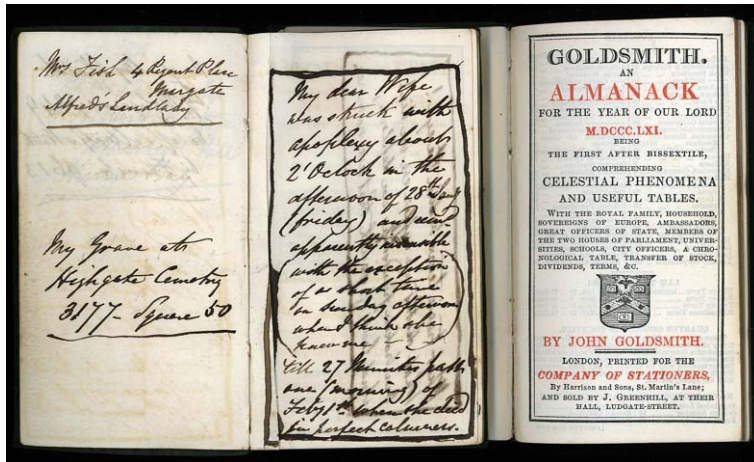 Mrs Fish 4 Regent Place
Margate
Alfred's Landlady
My Grave at
Highgate Cemetry
3177 - Square 50
My dear Wife
was struck with
apoplexy about
2'Oclock in the
afternoon of 28th Jany
(friday) and
apparently insensible
with the exception
of a short time
on sunday afternoon
when I think she
knew me
till 27 Minutes past
one (morning) of
Feby 1st when she died
in perfect calmness.
GOLDSMITH.
AN
ALMANACK
FOR THE YEAR OF OUR LORD
M.DCCC.LXI.
BEING
THE FIRST AFTER BISSEXTILE,
COMPREHENDING
CELESTIAL PHENOMENA
AND USEFUL TABLES.
WITH THE ROYAL FAMILY, HOUSEHOLD,
SOVEREIGNS OF EUROPE, AMBASSADORS,
GREAT OFFICERS OF STATE, MEMBERS OF
THE TWO HOUSES OF PARLIAMENT, UNIVER-
SITIES, SCHOOLS, CITY OFFICERS, A CHRO-
NOLOGICAL TABLE, TRANSFER OF STOCK,
DIVIDENDS, TERMS, &C.
BY JOHN GOLDSMITH.
LONDON, PRINTED FOR THE
COMPANY OF STATIONERS,
By Harrison and Sons, St. Martin's Lane;
AND SOLD BY J. GREENHILL, AT THEIR
HALL, LUDGATE-STREET.